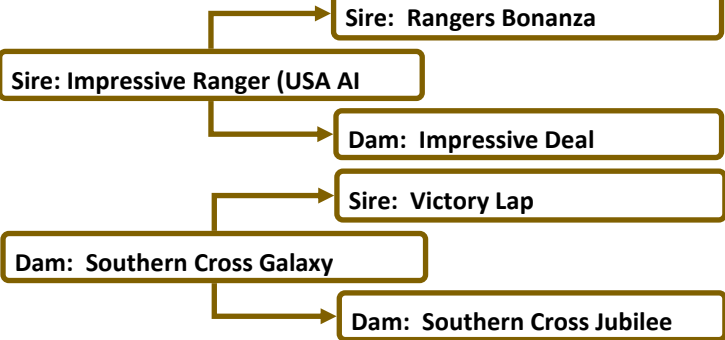 Sire:  Rangers Bonanza
Sire: Impressive Ranger (USA AI
Dam:  Impressive Deal
Sire:  Victory Lap
Dam:  Southern Cross Galaxy
Dam:  Southern Cross Jubilee